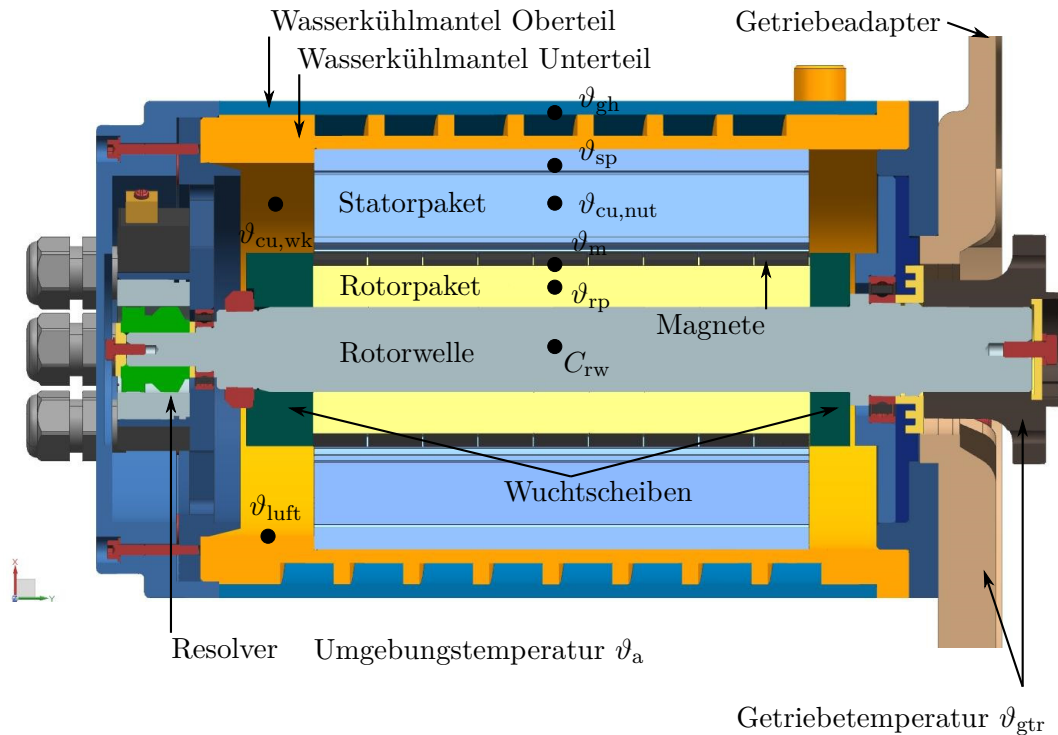 Wasserkühlmantel Oberteil
Getriebeadapter
Wasserkühlmantel Unterteil
ϑgh
ϑsp
Statorpaket
ϑcu,nut
ϑcu,wk
ϑm
Rotorpaket
ϑrp
Magnete
Rotorwelle
Crw
Wuchtscheiben
ϑluft
X
Y
Resolver
Umgebungstemperatur ϑa
Getriebetemperatur ϑgtr